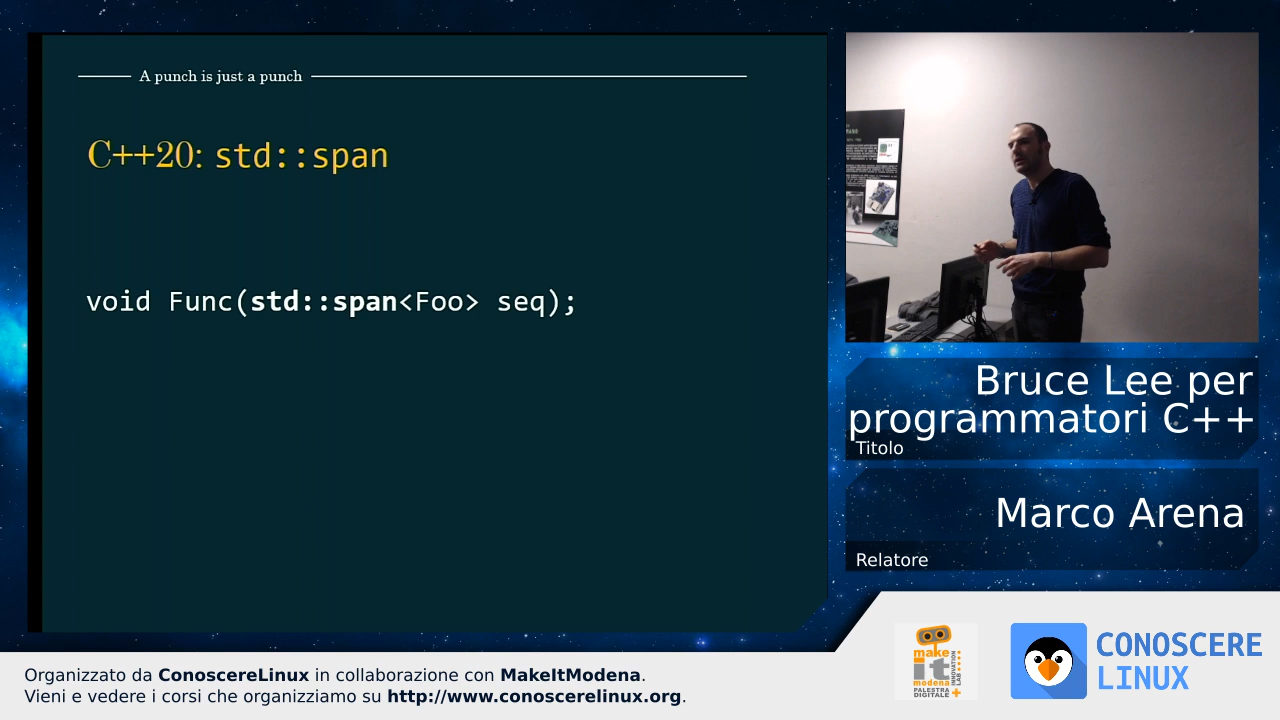 A punch is just a punch
C++20: std::span
void Func(std::span<Foo> seq);
Bruce Lee per
programmatori C++
Titolo
Marco Arena
Relatore
make
it
modena
PALESTRA
DIGITALE
INNOVATION
LAB
CONOSCERE
LINUX
Organizzato da ConoscereLinux in collaborazione con MakeItModena.
Vieni e vedere i corsi che organizziamo su http://www.conoscerelinux.org.